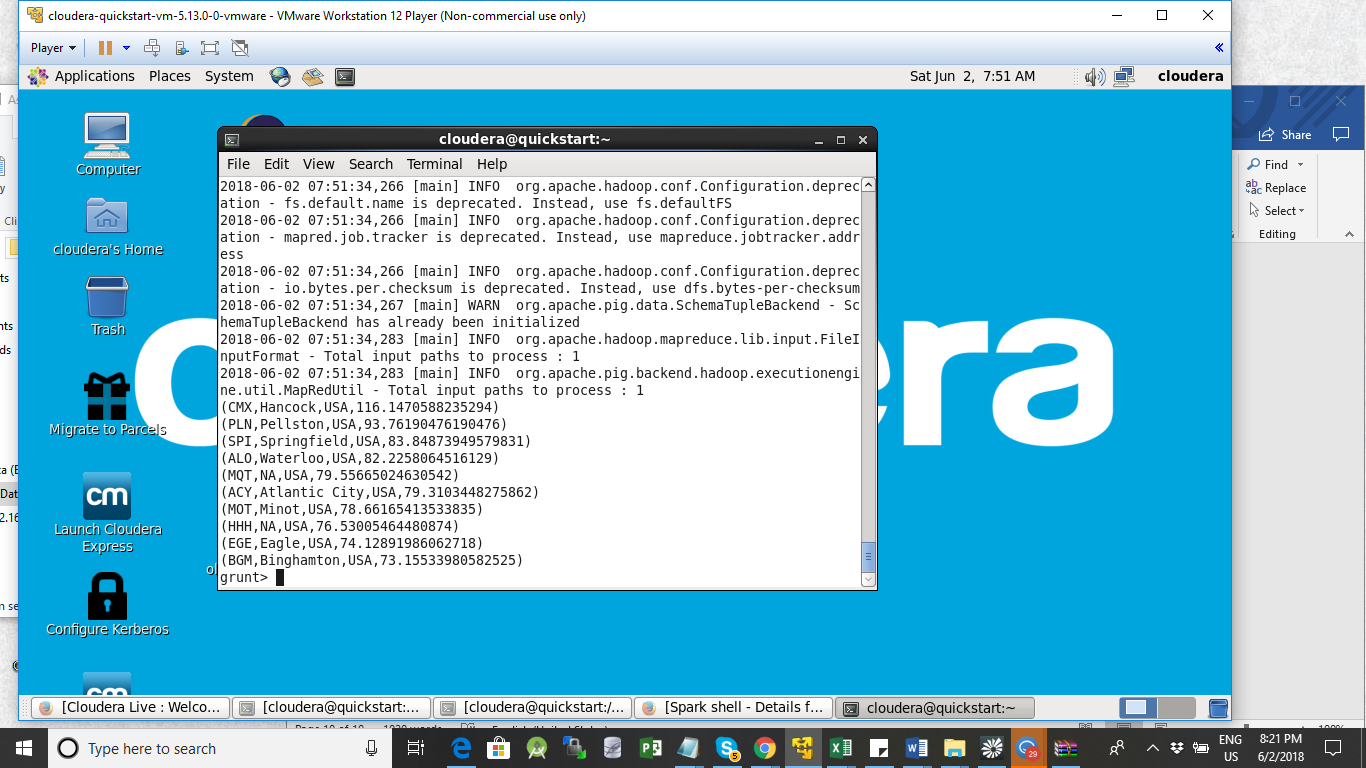 cloudera-quickstart-vm-5.13.0-0-vmware - VMware Workstation 12 Player (Non-commercial use only)
Player
Applications Places System Sat Jun 2, 7:51 AM cloudera
Computer
cloudera's Home
Trash
Migrate to Parcels
cm
Launch Cloudera
Express
Configure Kerberos
cloudera@quickstart:~
File Edit View Search Terminal Help
2018-06-02 07:51:34,266 [main] INFO  org.apache.hadoop.conf.Configuration.deprec
ation - fs.default.name is deprecated. Instead, use fs.defaultFS
2018-06-02 07:51:34,266 [main] INFO  org.apache.hadoop.conf.Configuration.deprec
ation - mapred.job.tracker is deprecated. Instead, use mapreduce.jobtracker.addr
ess
2018-06-02 07:51:34,266 [main] INFO  org.apache.hadoop.conf.Configuration.deprec
ation - io.bytes.per.checksum is deprecated. Instead, use dfs.bytes-per-checksum
2018-06-02 07:51:34,267 [main] WARN  org.apache.pig.data.SchemaTupleBackend - Sc
hemaTupleBackend has already been initialized
2018-06-02 07:51:34,283 [main] INFO  org.apache.hadoop.mapreduce.lib.input.FileI
nputFormat - Total input paths to process : 1
2018-06-02 07:51:34,283 [main] INFO  org.apache.pig.backend.hadoop.executionengi
ne.util.MapRedUtil - Total input paths to process : 1
(CMX,Hancock,USA,116.1470588235294)
(PLN,Pellston,USA,93.76190476190476)
(SPI,Springfield,USA,83.84873949579831)
(ALO,Waterloo,USA,82.2258064516129)
(MQT,NA,USA,79.55665024630542)
(ACY,Atlantic City,USA,79.3103448275862)
(MOT,Minot,USA,78.66165413533835)
(HHH,NA,USA,76.53005464480874)
(EGE,Eagle,USA,74.12891986062718)
(BGM,Binghamton,USA,73.15533980582525)
grunt>
Share
Find
Replace
Select
Editing
[Cloudera Live : Welco... [cloudera@quickstart:... [cloudera@quickstart:/... [Spark shell - Details f... cloudera@quickstart:~
Type here to search
ENG
US
8:21 PM
6/2/2018
5
29